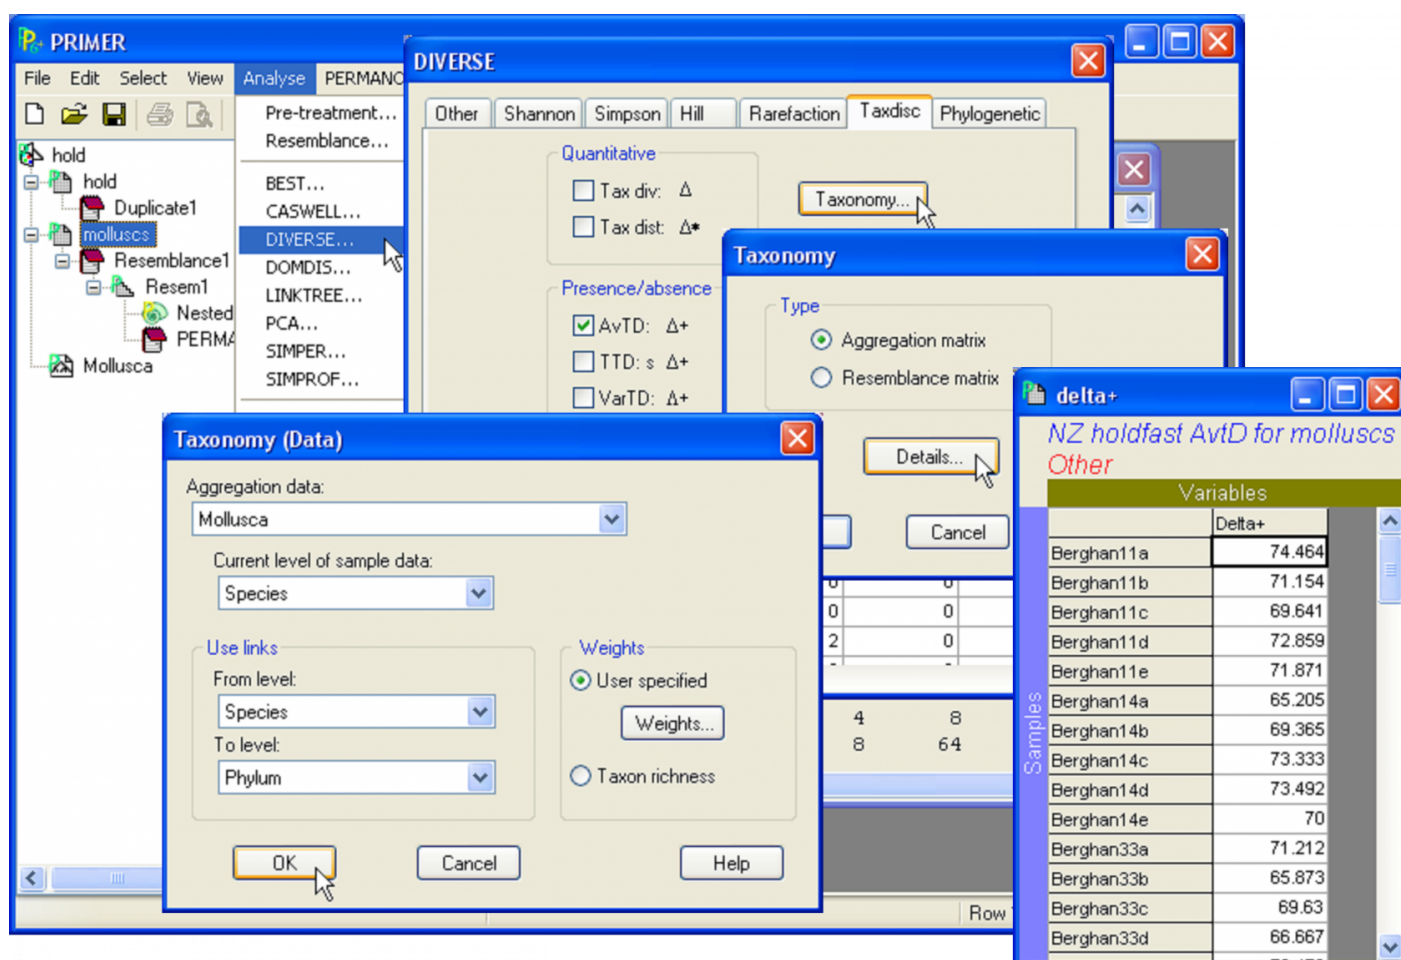 PRIMER
File Edit Select View Analyse PERMANO
Pre-treatment...
Resemblance...
BEST...
CASWELL...
DIVERSE...
DOMDIS...
LINKTREE...
PCA...
SIMPER...
SIMPROF...
hold
hold
Duplicate1
molluscs
Resemblance1
Resem1
Nested
PERMA
Mollusca
DIVERSE
Other Shannon Simpson Hill Rarefaction Taxdisc Phylogenetic
Quantitative
Tax div: Δ
Tax dist: Δ*
Taxonomy...
Presence/absence
AvTD: Δ+
TTD: s Δ+
VarTD: Λ+
Taxonomy
Type
Aggregation matrix
Resemblance matrix
Details...
Cancel
Taxonomy (Data)
Aggregation data:
Mollusca
Current level of sample data:
Species
Use links
From level:
Species
To level:
Phylum
Weights
User specified
Weights...
Taxon richness
OK Cancel Help
0 0
0 0
2 0
4 8
8 64
Row
delta+
NZ holdfast AvtD for molluscs
Other
Variables
Samples
Delta+
Berghan11a 74.464
Berghan11b 71.154
Berghan11c 69.641
Berghan11d 72.859
Berghan11e 71.871
Berghan14a 65.205
Berghan14b 69.365
Berghan14c 73.333
Berghan14d 73.492
Berghan14e 70
Berghan33a 71.212
Berghan33b 65.873
Berghan33c 69.63
Berghan33d 66.667